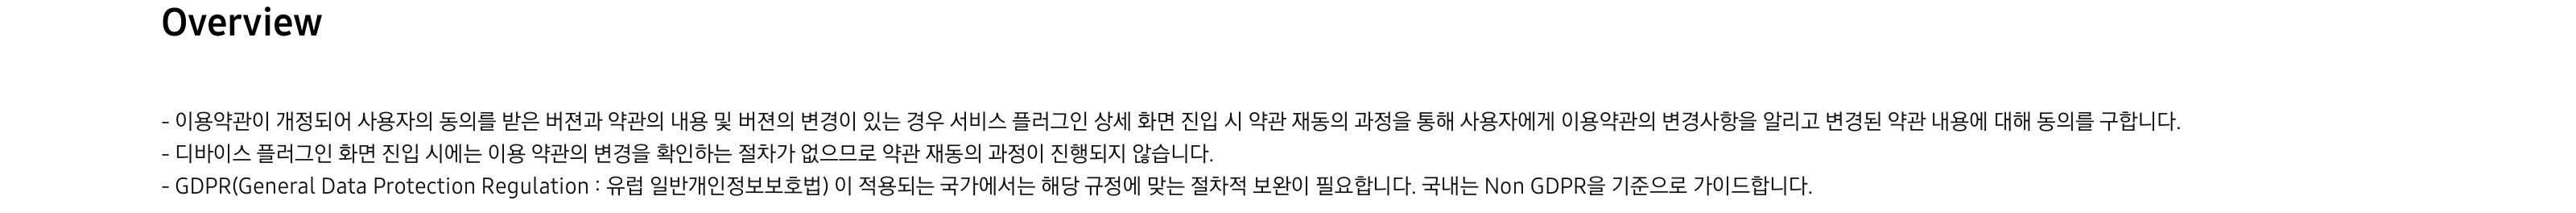 Overview
- 이용약관이 개정되어 사용자의 동의를 받은 버젼과 약관의 내용 및 버젼의 변경이 있는 경우 서비스 플러그인 상세 화면 진입 시 약관 재동의 과정을 통해 사용자에게 이용약관의 변경사항을 알리고 변경된 약관 내용에 대해 동의를 구합니다.
- 디바이스 플러그인 화면 진입 시에는 이용 약관의 변경을 확인하는 절차가 없으므로 약관 재동의 과정이 진행되지 않습니다.
- GDPR(General Data Protection Regulation : 유럽 일반개인정보보호법) 이 적용되는 국가에서는 해당 규정에 맞는 절차적 보완이 필요합니다. 국내는 Non GDPR을 기준으로 가이드합니다.